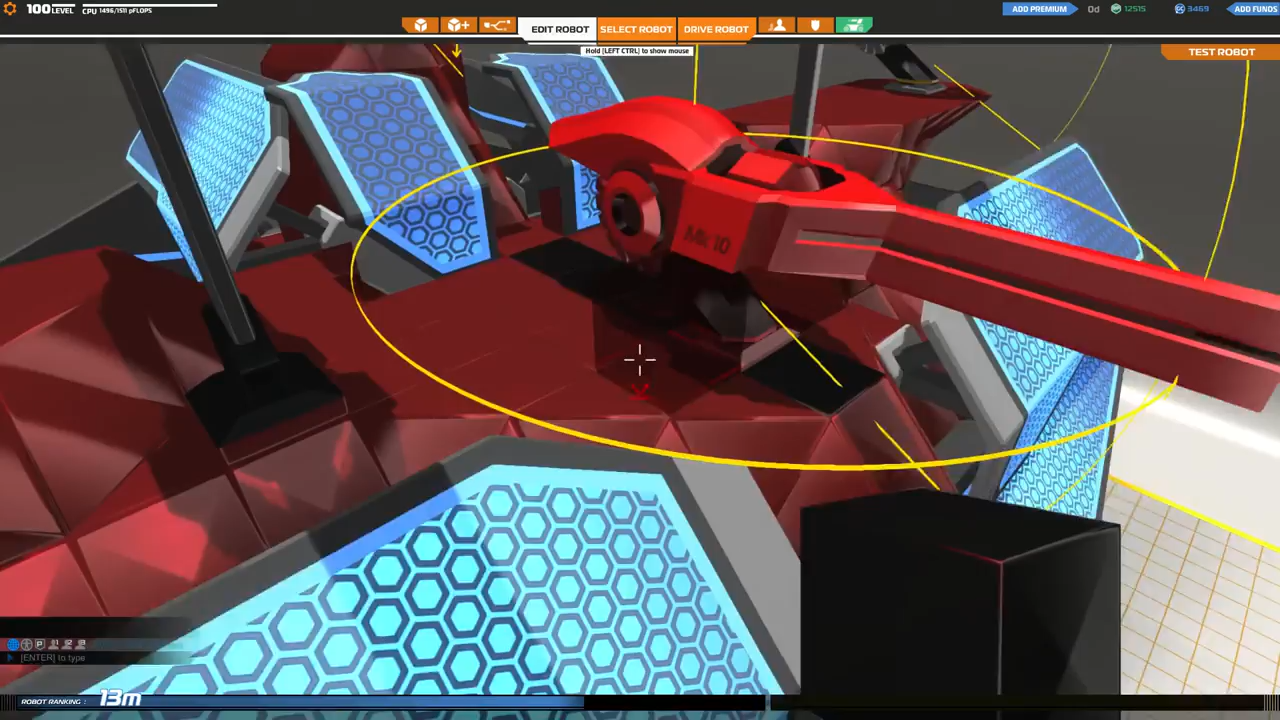 100 LEVEL CPU 1496/1511 pFLOPS
ADD PREMIUM 0d 12515 3469 ADD FUNDS
EDIT ROBOT SELECT ROBOT DRIVE ROBOT
Hold [LEFT CTRL] to show mouse
TEST ROBOT
Mk 10
[ENTER] to type
ROBOT RANKING : 13m